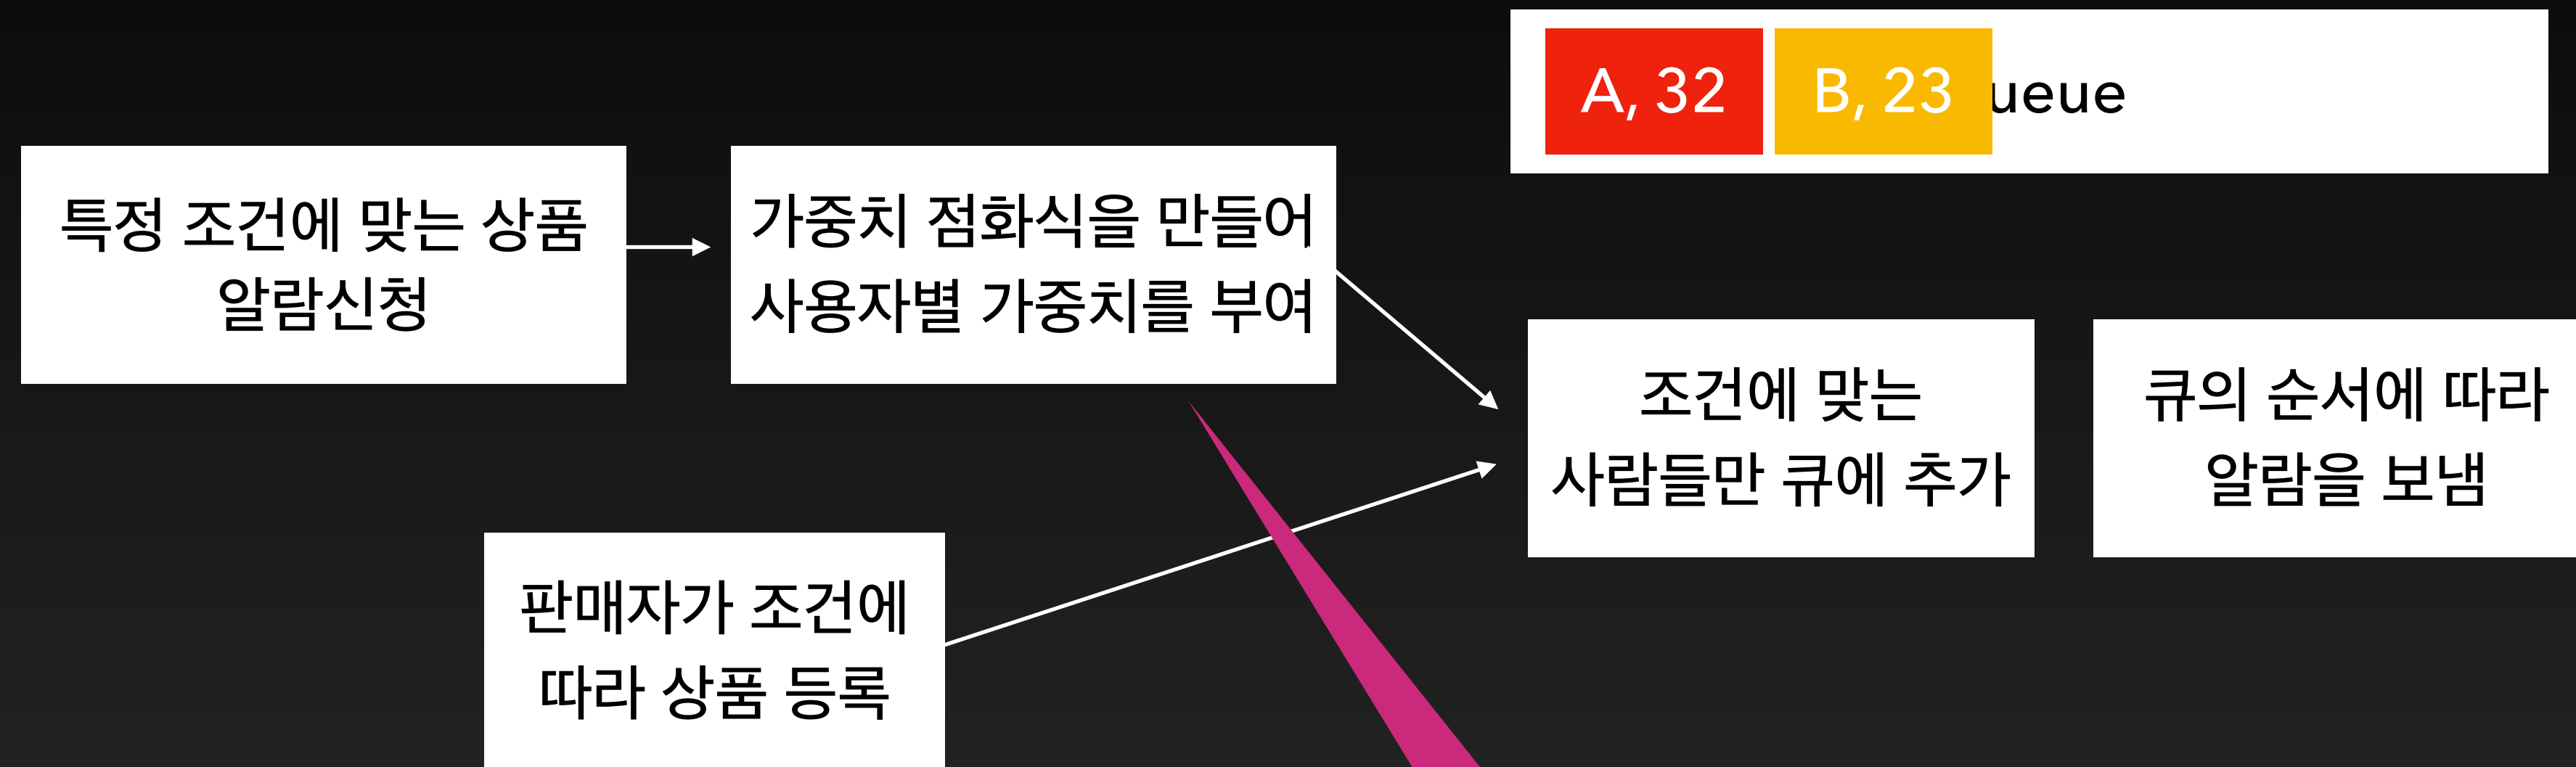 A, 32
B, 23
ueue
특정 조건에 맞는 상품
알람신청
가중치 점화식을 만들어
사용자별 가중치를 부여
조건에 맞는
사람들만 큐에 추가
큐의 순서에 따라
알람을 보냄
판매자가 조건에
따라 상품 등록